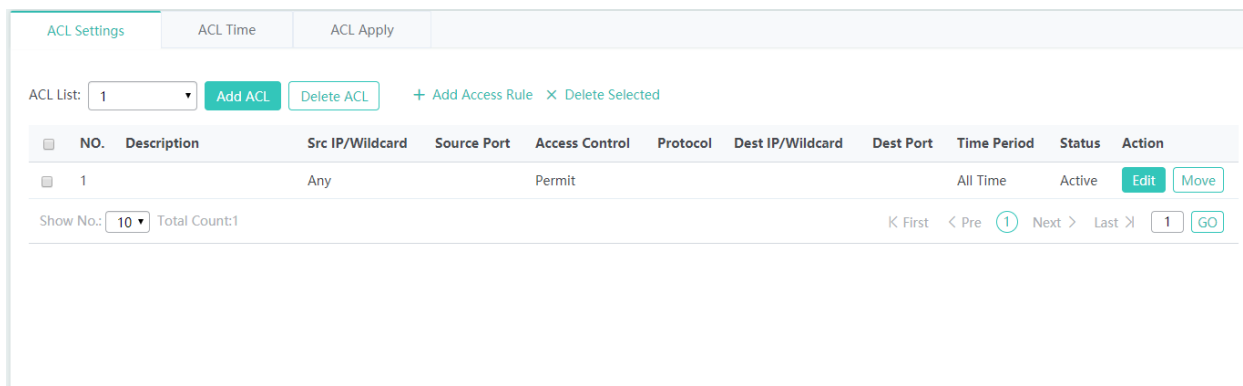 ACL Settings ACL Time ACL Apply
ACL List: 1 Add ACL Delete ACL + Add Access Rule × Delete Selected
NO. Description Src IP/Wildcard Source Port Access Control Protocol Dest IP/Wildcard Dest Port Time Period Status Action
1 Any Permit All Time Active Edit Move
Show No.: 10 Total Count:1 First < Pre 1 Next > Last 1 GO